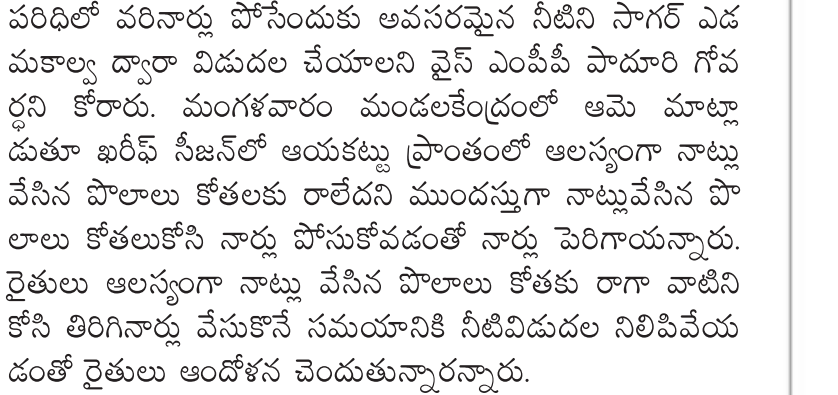 పరిధిలో వరినార్లు పోసేందుకు అవసరమైన నీటిని సాగర్ ఎడ
మకాల్వ ద్వారా విడుదల చేయాలని వైస్ ఎంపీపీ పాదూరి గోవ
ర్ధని కోరారు. మంగళవారం మండలకేంద్రంలో ఆమె మాట్లా
డుతూ ఖరీఫ్ సీజన్‌లో ఆయకట్టు ప్రాంతంలో ఆలస్యంగా నాట్లు
వేసిన పొలాలు కోతలకు రాలేదని ముందస్తుగా నాట్లువేసిన పొ
లాలు కోతలుకోసి నార్లు పోసుకోవడంతో నార్లు పెరిగాయన్నారు.
రైతులు ఆలస్యంగా నాట్లు వేసిన పొలాలు కోతకు రాగా వాటిని
కోసి తిరిగినార్లు వేసుకొనే సమయానికి నీటివిడుదల నిలిపివేయ
డంతో రైతులు ఆందోళన చెందుతున్నారన్నారు.